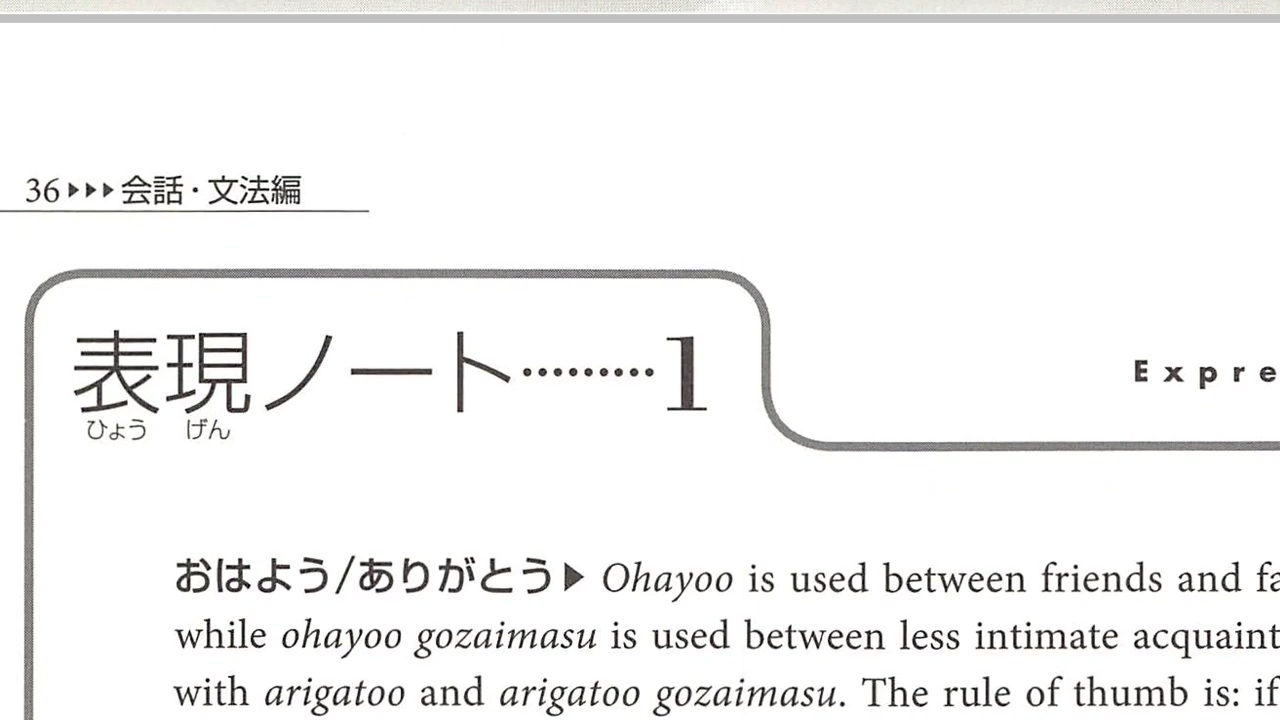 36▶▶▶会話・文法編
表現ノート………1
ひょう げん
Expre
おはよう/ありがとう▶ Ohayoo is used between friends and fa
while ohayoo gozaimasu is used between less intimate acquaint
with arigatoo and arigatoo gozaimasu. The rule of thumb is: if